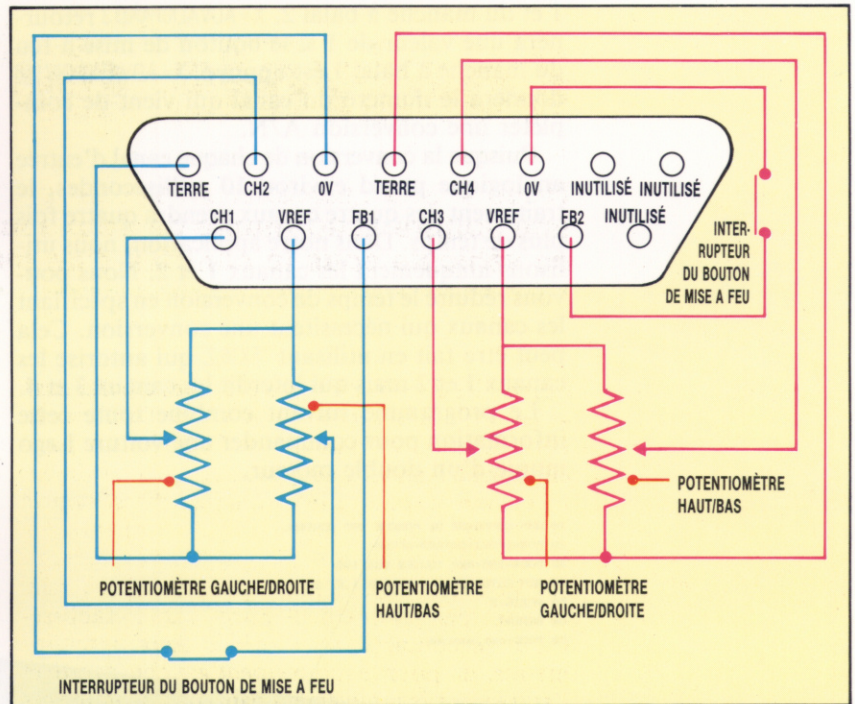 TERRE CH2 0V TERRE CH4 0V INUTILISÉ INUTILISÉ
CH1 VREF FB1 CH3 VREF FB2 INUTILISÉ
INTER-
RUPTEUR
DU BOUTON
DE MISE A FEU
POTENTIOMÈTRE
HAUT/BAS
POTENTIOMÈTRE GAUCHE/DROITE
POTENTIOMÈTRE
HAUT/BAS
POTENTIOMÈTRE
GAUCHE/DROITE
INTERRUPTEUR DU BOUTON DE MISE A FEU